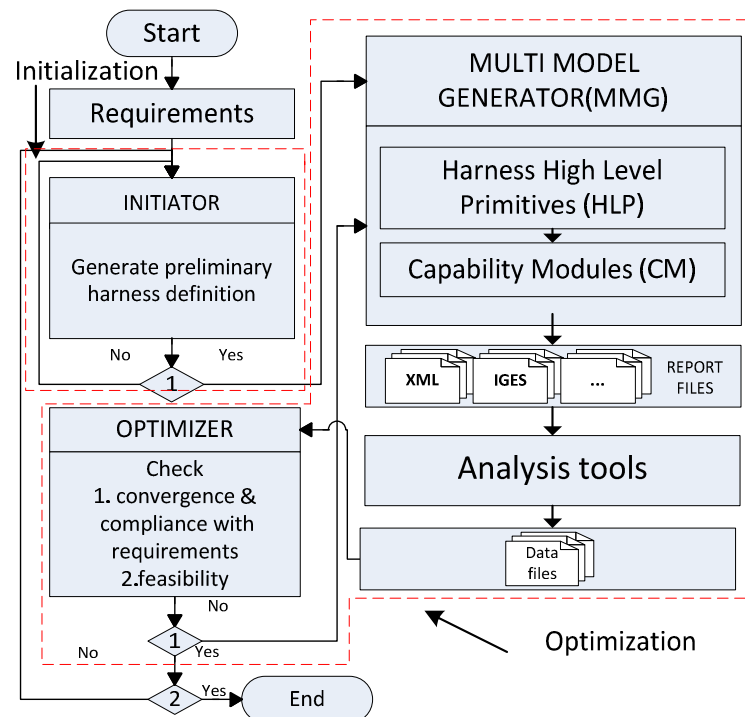 Start
Initialization
Requirements
INITIATOR
Generate preliminary
harness definition
No
Yes
1
OPTIMIZER
Check
1. convergence &
compliance with
requirements
2.feasibility
No
1
Yes
No
2
Yes
End
MULTI MODEL
GENERATOR(MMG)
Harness High Level
Primitives (HLP)
Capability Modules (CM)
XML
IGES
...
REPORT
FILES
Analysis tools
Data
files
Optimization